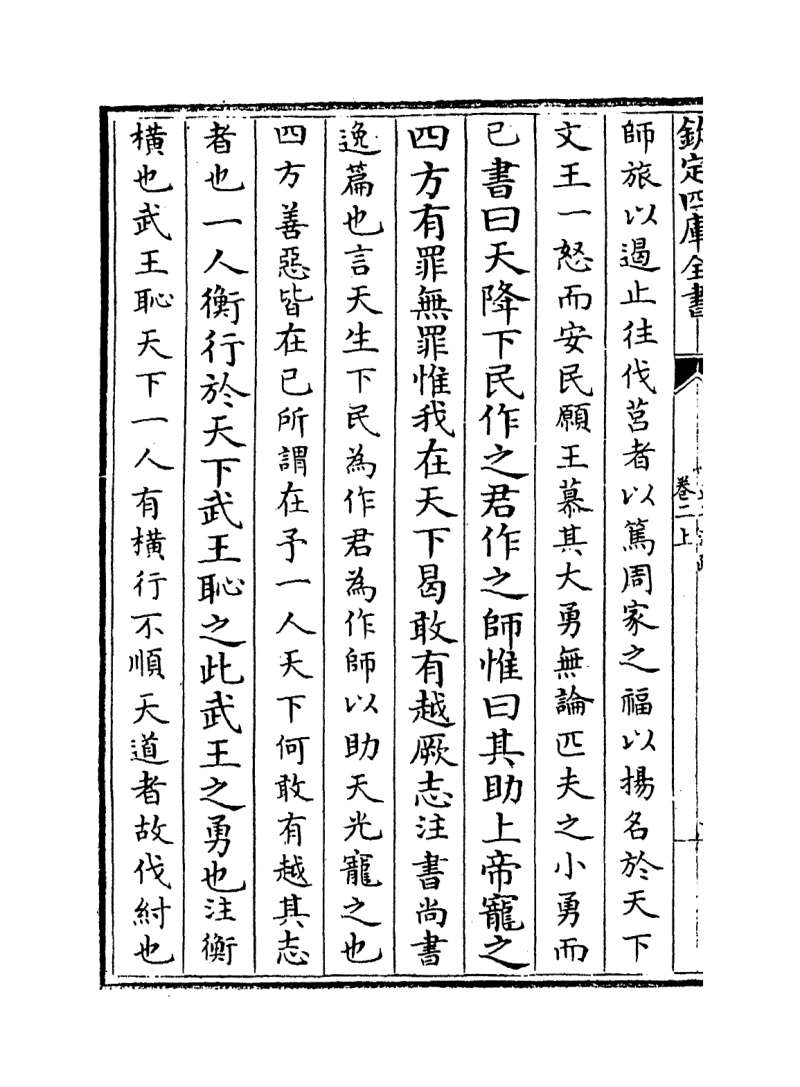 欽定四庫全書
卷二上
師旅以遏止往伐莒者以篤周家之福以揚名於天下
文王一怒而安民願王慕其大勇無論匹夫之小勇而
已書曰天降下民作之君作之師惟曰其助上帝寵之
四方有罪無罪惟我在天下曷敢有越厥志注書尚書
逸篇也言天生下民為作君為作師以助天光寵之也
四方善惡皆在己所謂在予一人天下何敢有越其志
者也一人衡行於天下武王恥之此武王之勇也注衡
橫也武王恥天下一人有橫行不順天道者故伐紂也